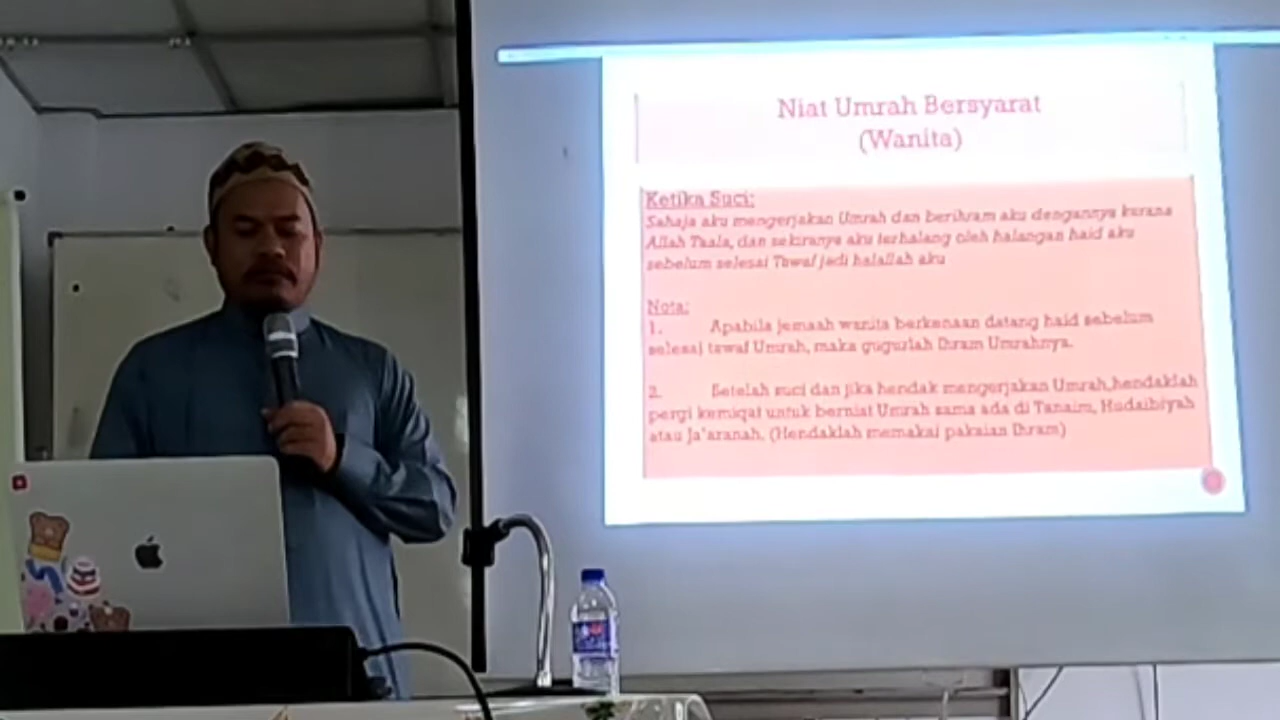 Niat Umrah Bersyarat
(Wanita)
Ketika Suci:
Sahaja aku mengerjakan Umrah dan berihram aku dengannya kerana
Allah Taala, dan sekiranya aku terhalang oleh halangan haid aku
sebelum selesai Tawaf jadi halallah aku
Nota:
1. Apabila jemaah wanita berkenaan datang haid sebelum
selesai tawaf Umrah, maka gugurlah Ihram Umrahnya.
2. Setelah suci dan jika hendak mengerjakan Umrah,hendaklah
pergi kemiqat untuk berniat Umrah sama ada di Tanaim, Hudaibiyah
atau Ja'aranah. (Hendaklah memakai pakaian Ihram)